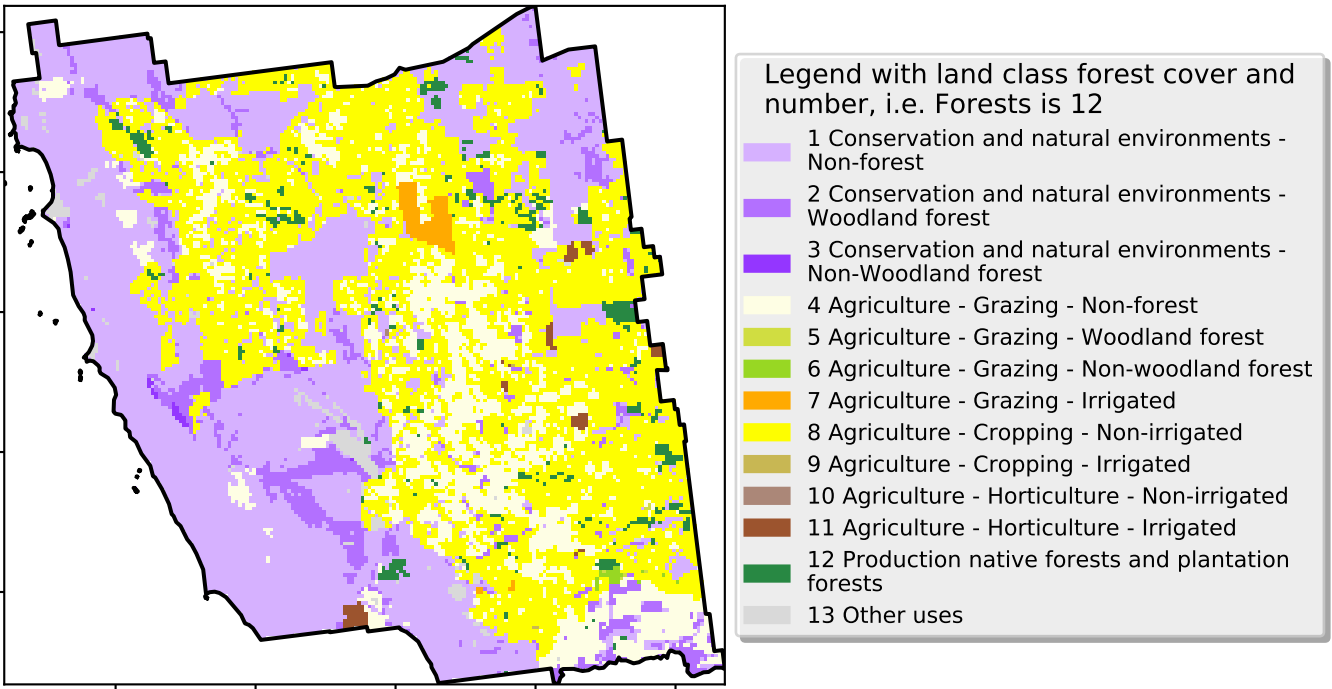 Legend with land class forest cover and
number, i.e. Forests is 12
1 Conservation and natural environments -
Non-forest
2 Conservation and natural environments -
Woodland forest
3 Conservation and natural environments -
Non-Woodland forest
4 Agriculture - Grazing - Non-forest
5 Agriculture - Grazing - Woodland forest
6 Agriculture - Grazing - Non-woodland forest
7 Agriculture - Grazing - Irrigated
8 Agriculture - Cropping - Non-irrigated
9 Agriculture - Cropping - Irrigated
10 Agriculture - Horticulture - Non-irrigated
11 Agriculture - Horticulture - Irrigated
12 Production native forests and plantation
forests
13 Other uses